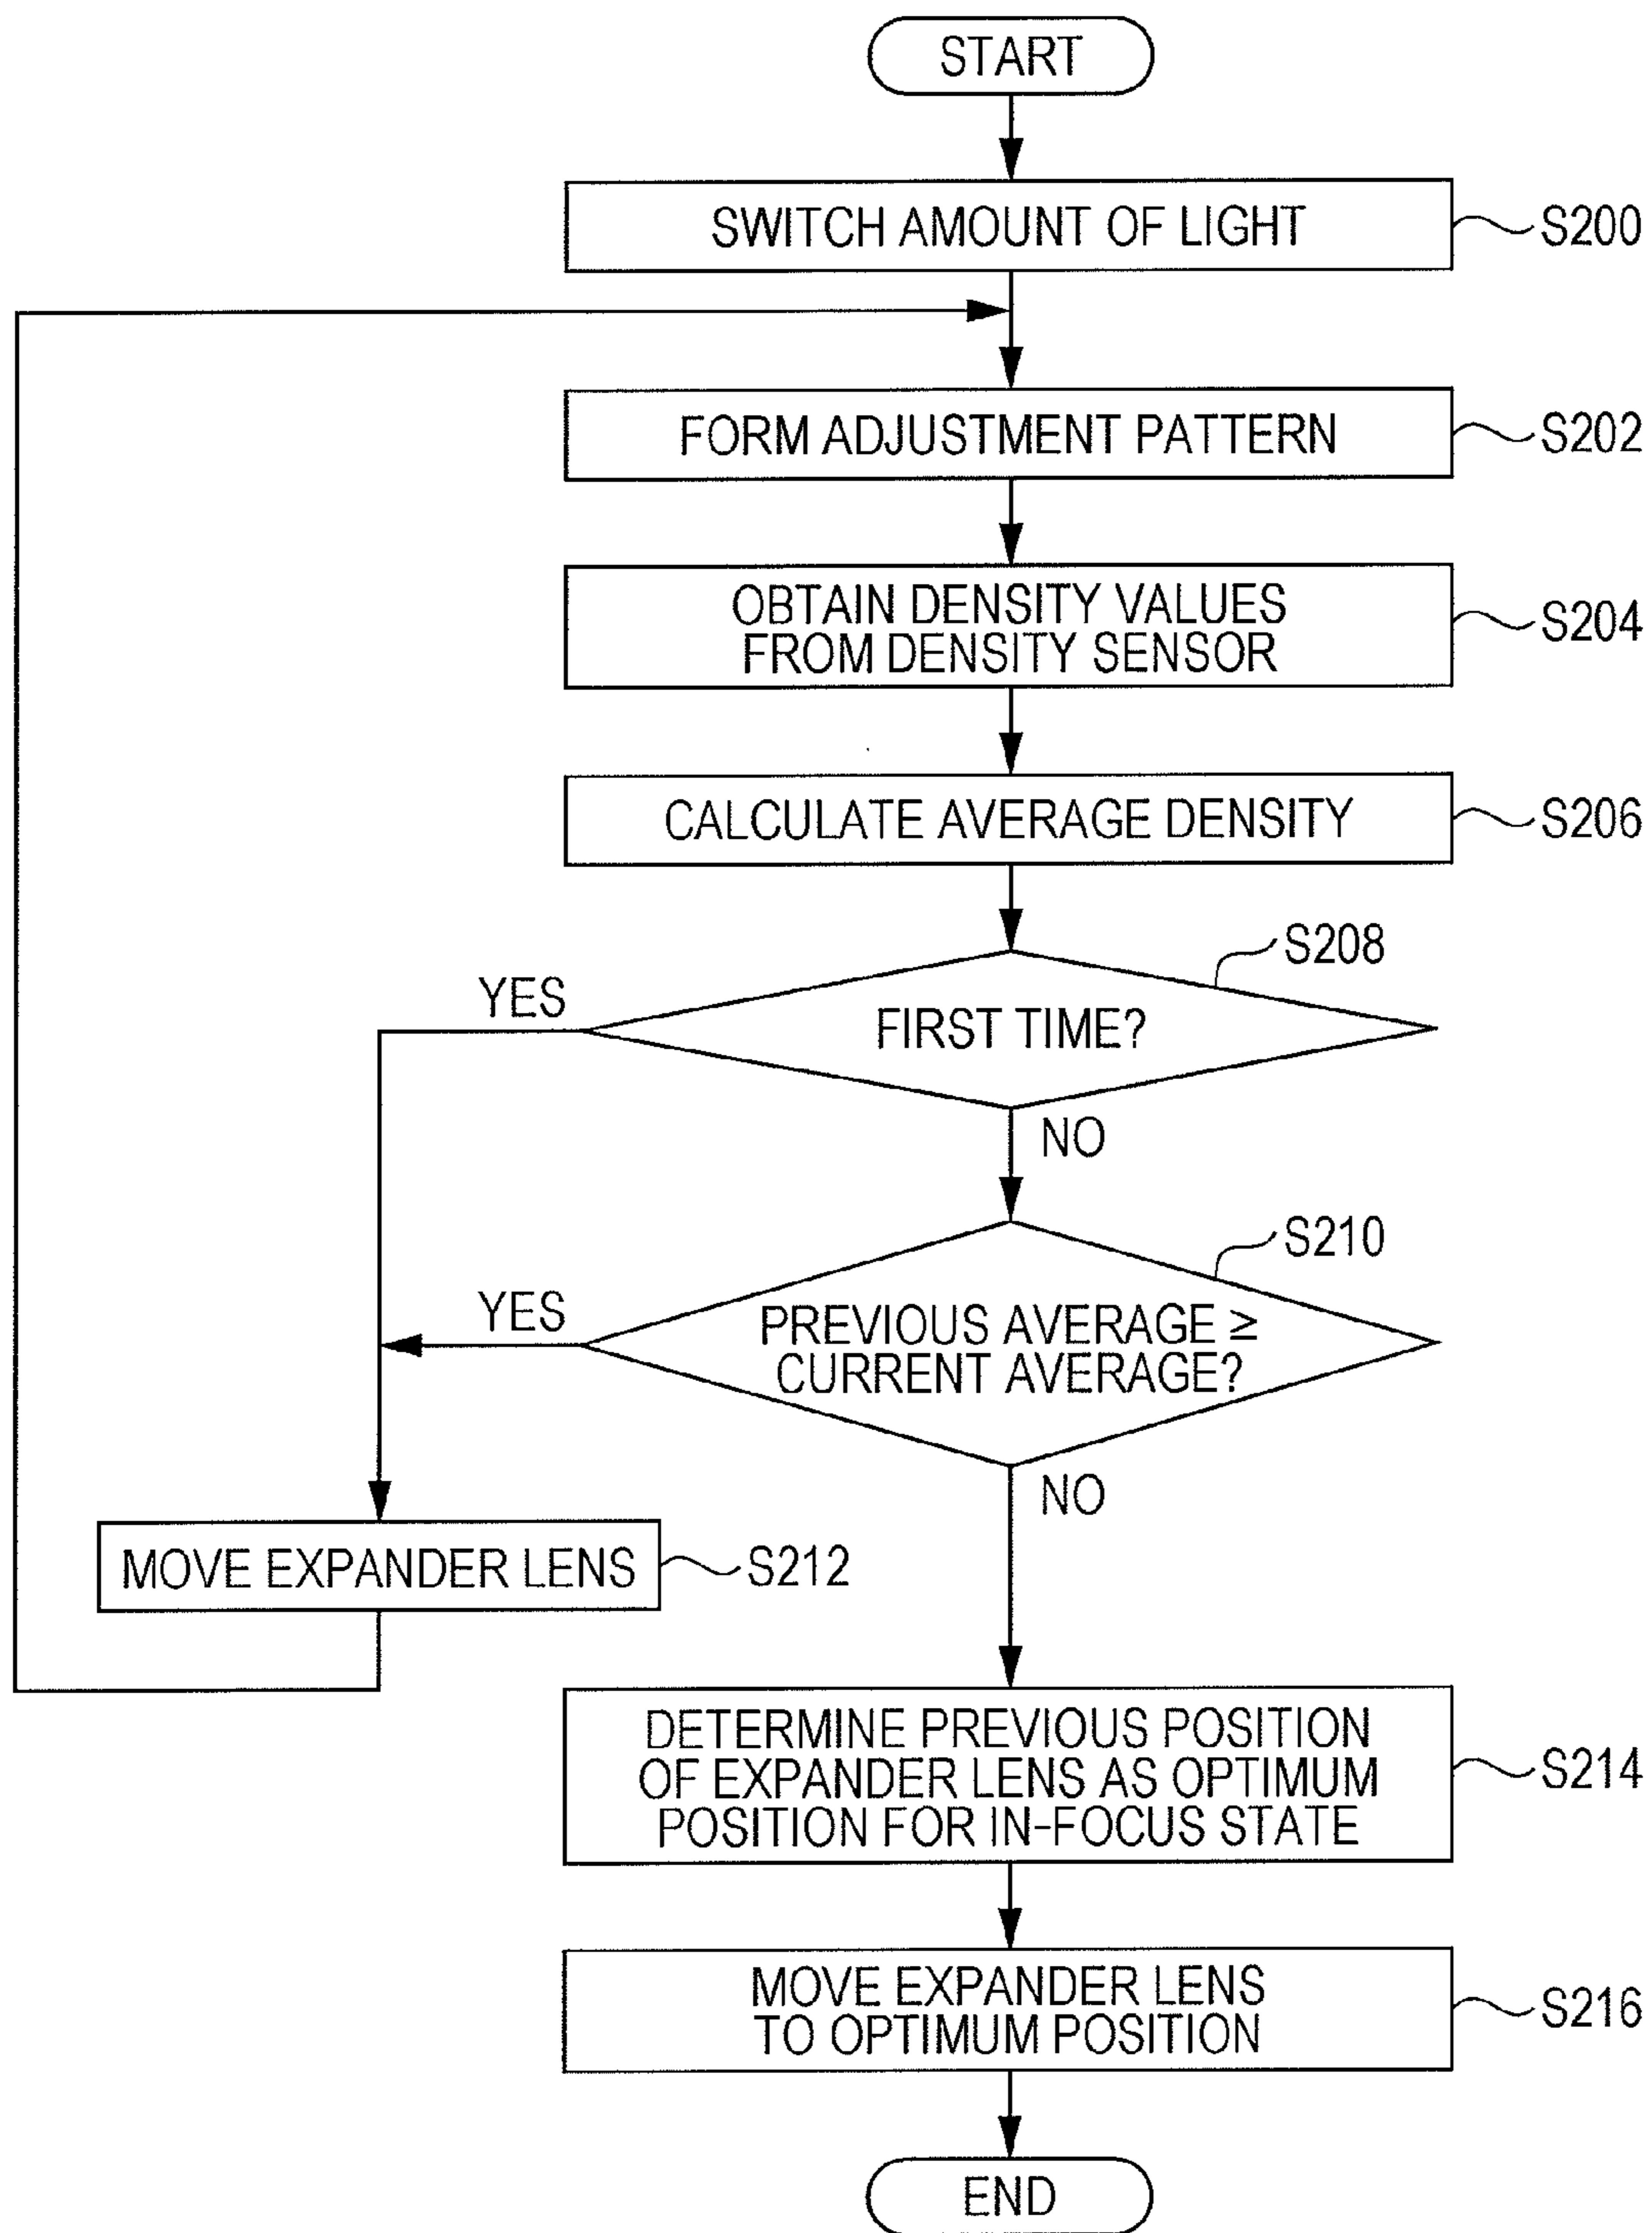 START
SWITCH AMOUNT OF LIGHT
S200
FORM ADJUSTMENT PATTERN
S202
OBTAIN DENSITY VALUES
FROM DENSITY SENSOR
S204
CALCULATE AVERAGE DENSITY
S206
S208
YES
FIRST TIME?
NO
S210
YES
PREVIOUS AVERAGE ≥
CURRENT AVERAGE?
NO
MOVE EXPANDER LENS
S212
DETERMINE PREVIOUS POSITION
OF EXPANDER LENS AS OPTIMUM
POSITION FOR IN-FOCUS STATE
S214
MOVE EXPANDER LENS
TO OPTIMUM POSITION
S216
END